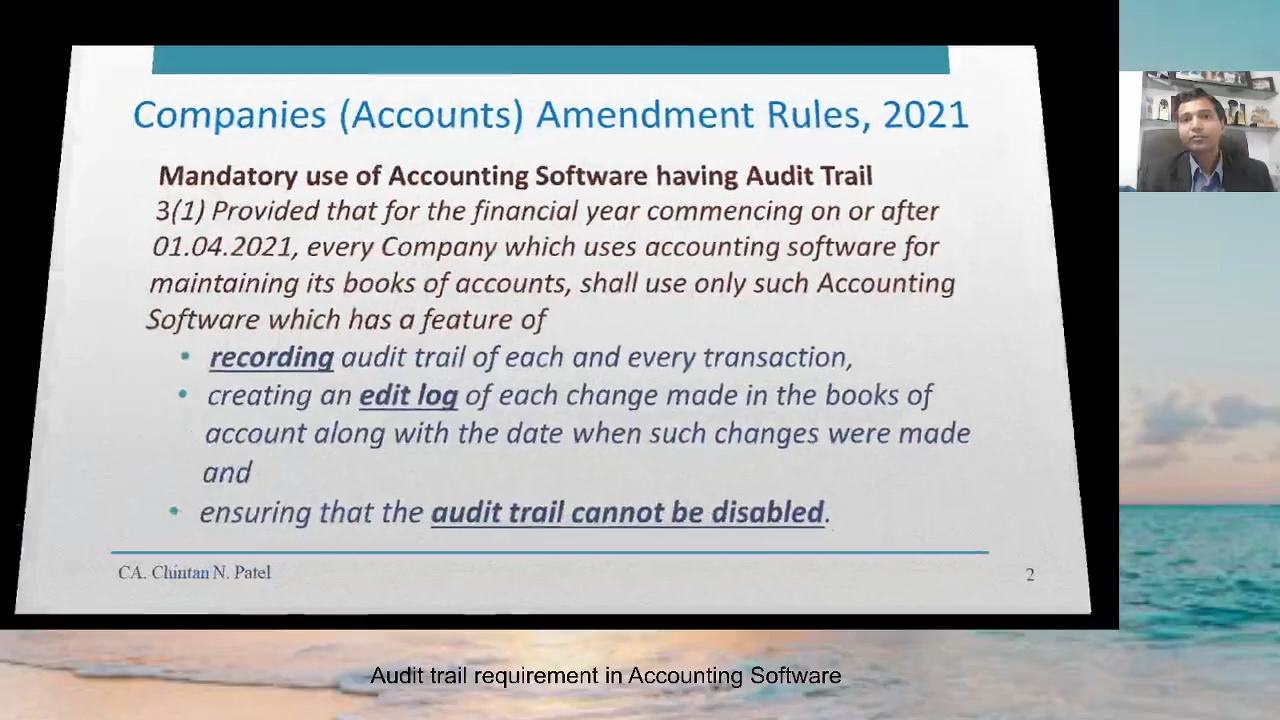 Companies (Accounts) Amendment Rules, 2021
Mandatory use of Accounting Software having Audit Trail
3(1) Provided that for the financial year commencing on or after
01.04.2021, every Company which uses accounting software for
maintaining its books of accounts, shall use only such Accounting
Software which has a feature of
• recording audit trail of each and every transaction,
• creating an edit log of each change made in the books of
account along with the date when such changes were made
and
• ensuring that the audit trail cannot be disabled.
CA. Chintan N. Patel
2
Audit trail requirement in Accounting Software